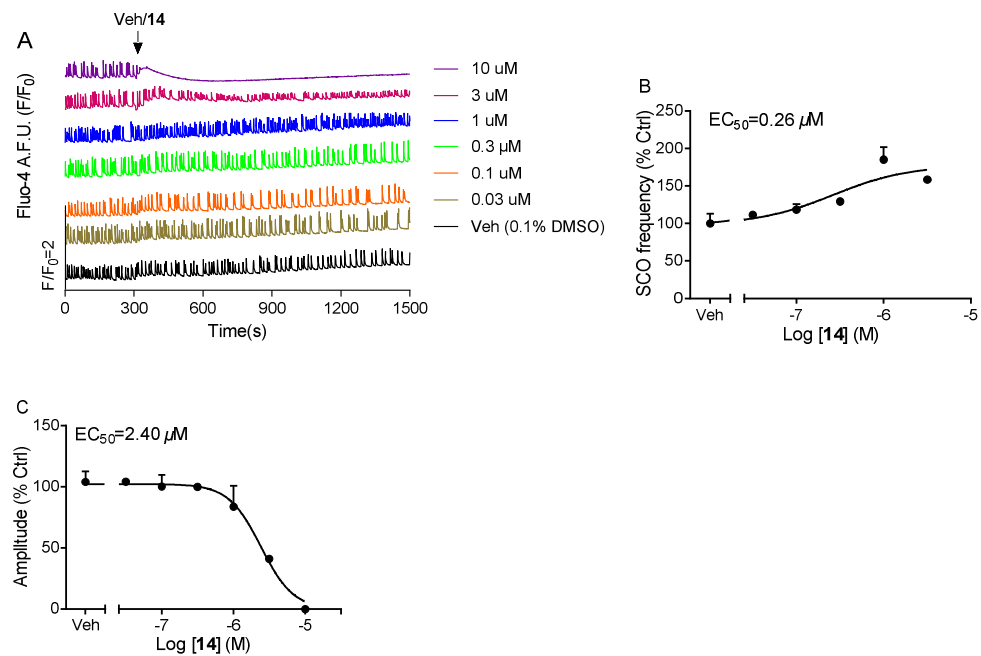 Veh/14
A
Fluo-4 A.F.U. (F/F0)
F/F0=2
10 uM
3 uM
1 uM
0.3 µM
0.1 uM
0.03 uM
Veh (0.1% DMSO)
0 300 600 900 1200 1500
Time(s)
B
EC50=0.26 µM
SCO frequency (% Ctrl)
250
200
150
100
50
0
Veh -7 -6 -5
Log [14] (M)
C
EC50=2.40 µM
Amplitude (% Ctrl)
150
100
50
0
Veh -7 -6 -5
Log [14] (M)